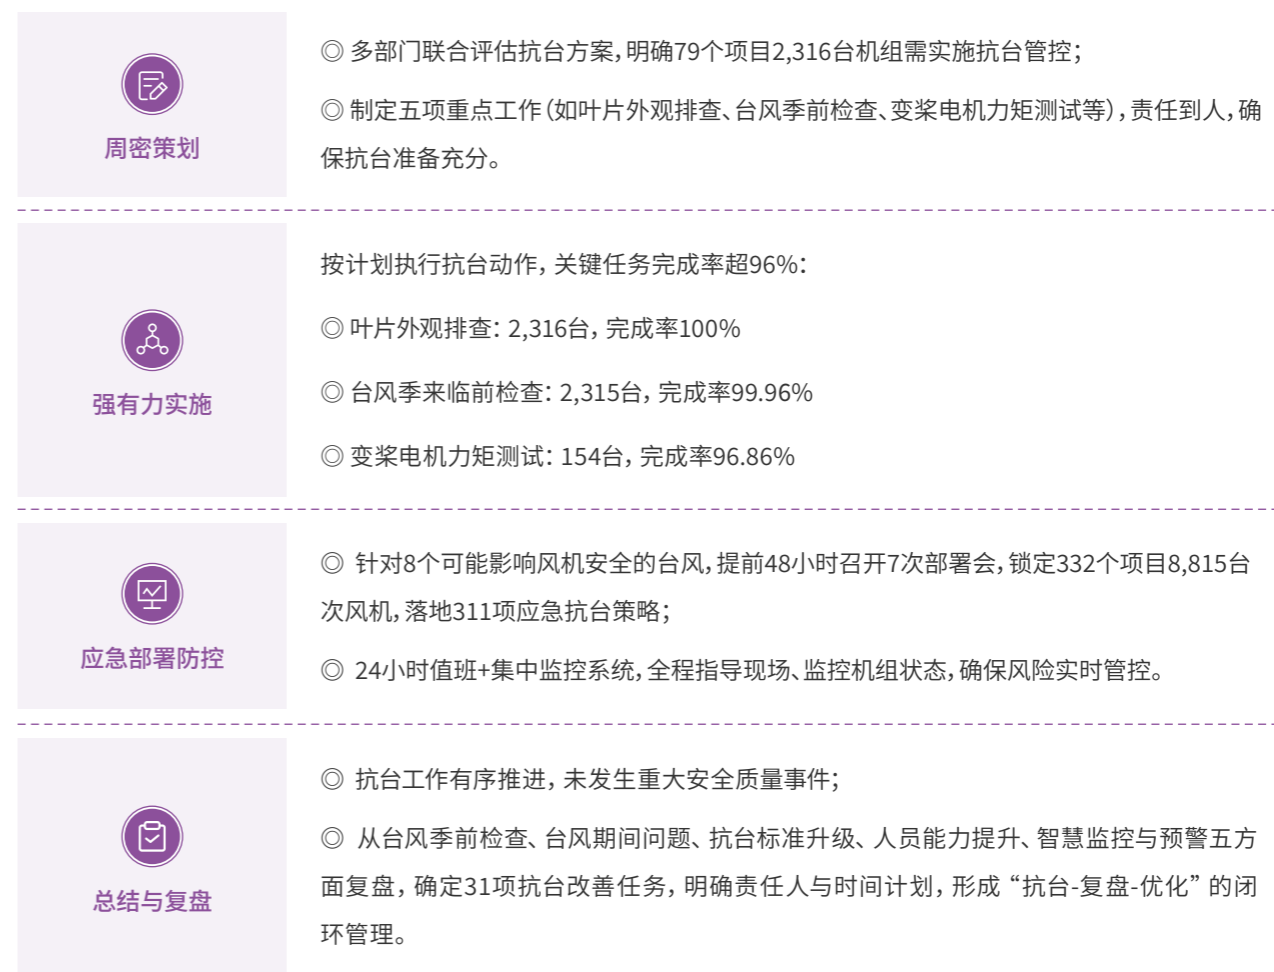 周密策划
◎ 多部门联合评估抗台方案，明确79个项目2,316台机组需实施抗台管控；
◎ 制定五项重点工作（如叶片外观排查、台风季前检查、变桨电机力矩测试等），责任到人，确
保抗台准备充分。
强有力实施
按计划执行抗台动作，关键任务完成率超96%：
◎ 叶片外观排查：2,316台，完成率100%
◎ 台风季来临前检查：2,315台，完成率99.96%
◎ 变桨电机力矩测试：154台，完成率96.86%
应急部署防控
◎ 针对8个可能影响风机安全的台风，提前48小时召开7次部署会，锁定332个项目8,815台
次风机，落地311项应急抗台策略；
◎ 24小时值班+集中监控系统，全程指导现场、监控机组状态，确保风险实时管控。
总结与复盘
◎ 抗台工作有序推进，未发生重大安全质量事件；
◎ 从台风季前检查、台风期间问题、抗台标准升级、人员能力提升、智慧监控与预警五方
面复盘，确定31项抗台改善任务，明确责任人与时间计划，形成“抗台-复盘-优化”的闭
环管理。